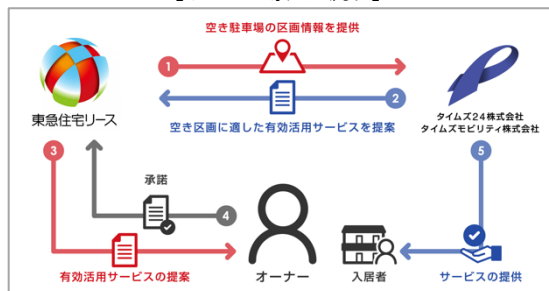 空き駐車場の区画情報を提供
1
2
東急住宅リース
空き区画に適した有効活用サービスを提案
タイムズ24株式会社
タイムズモビリティ株式会社
3
承諾
5
4
有効活用サービスの提案
オーナー
入居者
サービスの提供